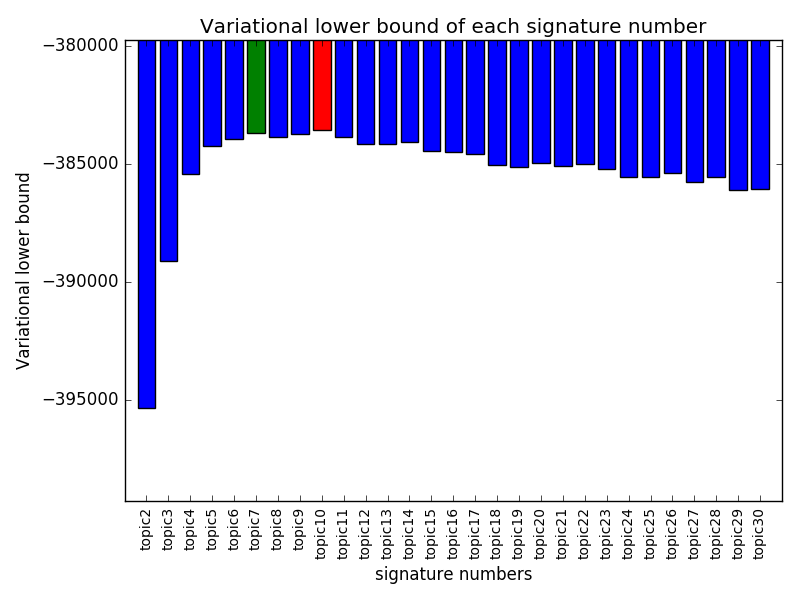 Variational lower bound of each signature number
−380000
−385000
−390000
−395000
Variational lower bound
topic2
topic3
topic4
topic5
topic6
topic7
topic8
topic9
topic10
topic11
topic12
topic13
topic14
topic15
topic16
topic17
topic18
topic19
topic20
topic21
topic22
topic23
topic24
topic25
topic26
topic27
topic28
topic29
topic30
signature numbers